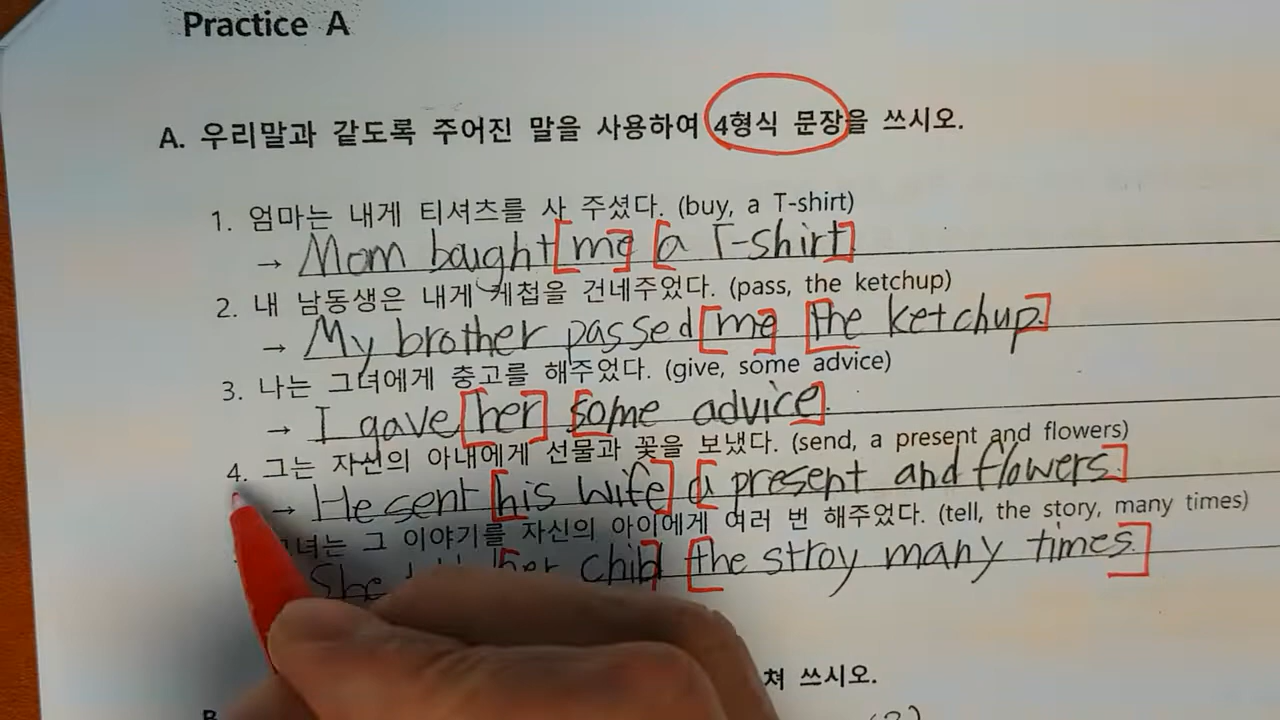 Practice A
A. 우리말과 같도록 주어진 말을 사용하여 4형식 문장을 쓰시오.
1. 엄마는 내게 티셔츠를 사 주셨다. (buy, a T-shirt)
→ Mom baught me a T-shirt
2. 내 남동생은 내게 케첩을 건네주었다. (pass, the ketchup)
→ My brother passed me the ketchup.
3. 나는 그녀에게 충고를 해주었다. (give, some advice)
→ I gave her some advice.
4. 그는 자신의 아내에게 선물과 꽃을 보냈다. (send, a present and flowers)
→ He sent his wife a present and flowers.
그 이야기를 자신의 아이에게 여러 번 해주었다. (tell, the story, many times)
She her child the stroy many times.
쳐 쓰시오.
B